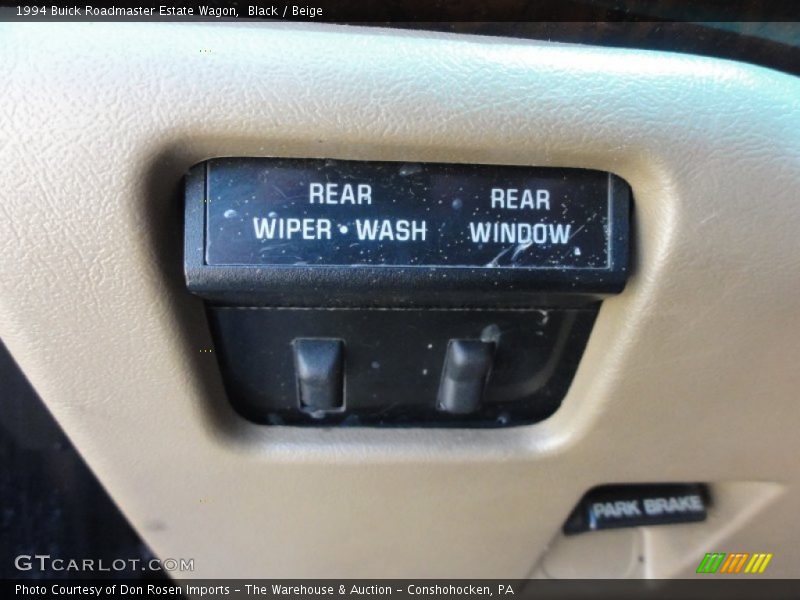 1994 Buick Roadmaster Estate Wagon, Black / Beige
REAR
WIPER • WASH
REAR
WINDOW
PARK BRAKE
GTCARLOT.COM
Photo Courtesy of Don Rosen Imports – The Warehouse & Auction – Conshohocken, PA